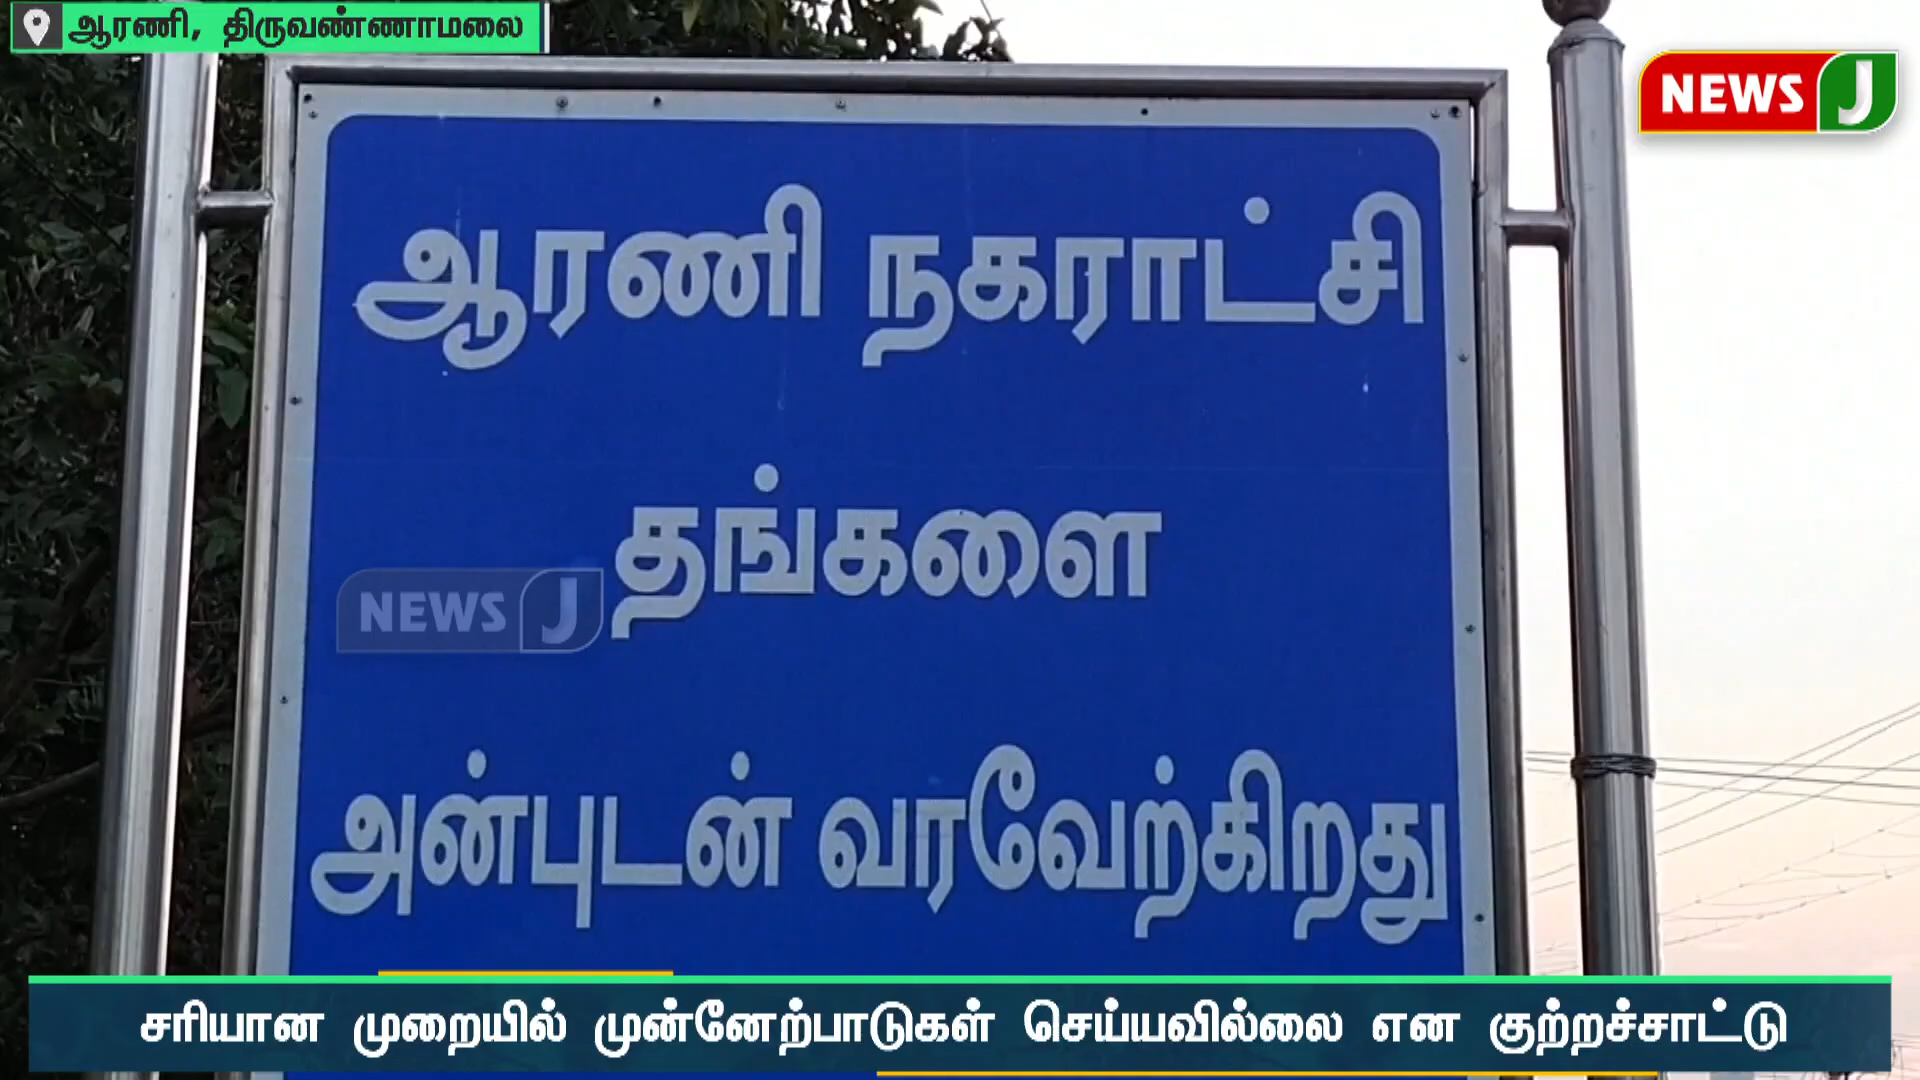 ஆரணி, திருவண்ணாமலை
NEWS J
ஆரணி நகராட்சி
தங்களை
NEWS J
அன்புடன் வரவேற்கிறது
சரியான முறையில் முன்னேற்பாடுகள் செய்யவில்லை என குற்றச்சாட்டு